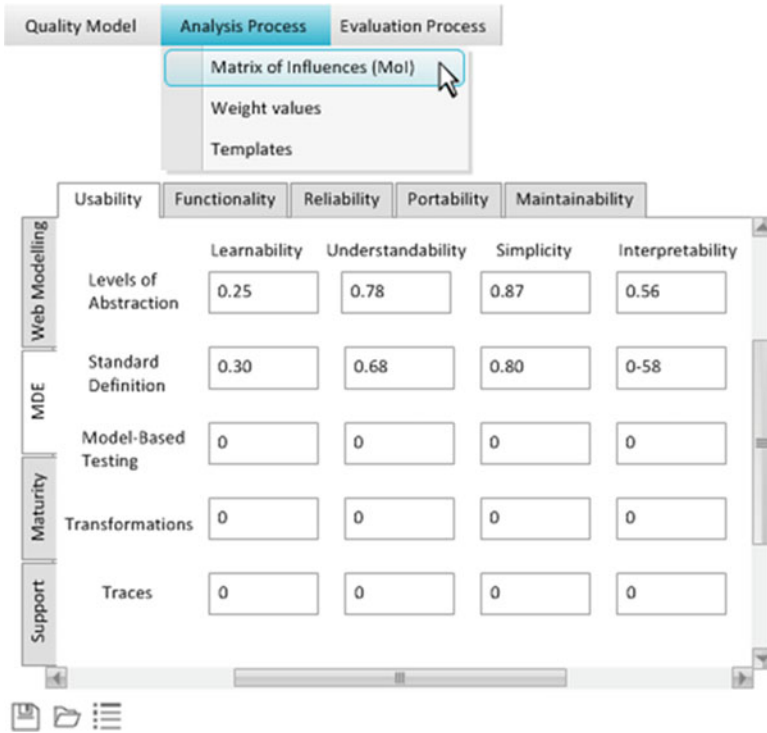 Quality Model Analysis Process Evaluation Process
Matrix of Influences (MoI)
Weight values
Templates
Usability Functionality Reliability Portability Maintainability
Web Modelling
MDE
Maturity
Support
Learnability Understandability Simplicity Interpretability
Levels of
Abstraction
0.25 0.78 0.87 0.56
Standard
Definition
0.30 0.68 0.80 0-58
Model-Based
Testing
0 0 0 0
Transformations 0 0 0 0
Traces 0 0 0 0